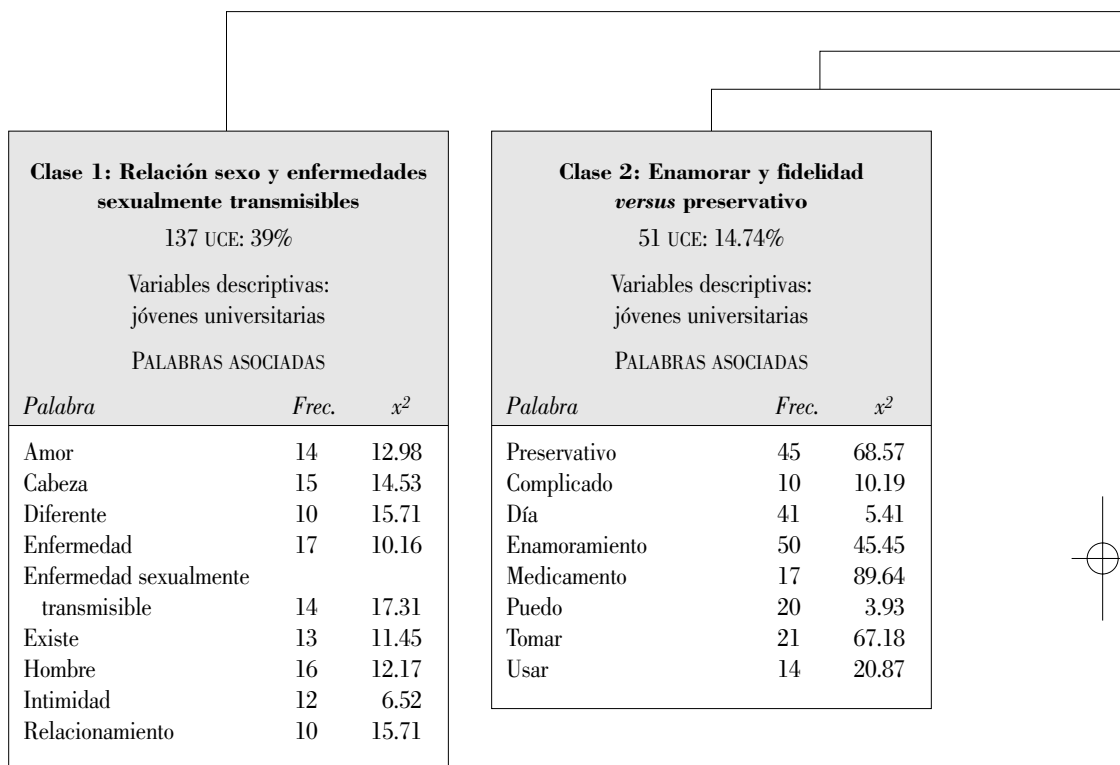 Clase 1: Relación sexo y enfermedades
sexualmente transmisibles
137 UCE: 39%
Variables descriptivas:
jóvenes universitarias
PALABRAS ASOCIADAS
Palabra Frec. x²
Amor 14 12.98
Cabeza 15 14.53
Diferente 10 15.71
Enfermedad 17 10.16
Enfermedad sexualmente
transmisible 14 17.31
Existe 13 11.45
Hombre 16 12.17
Intimidad 12 6.52
Relacionamiento 10 15.71
Clase 2: Enamorar y fidelidad
versus preservativo
51 UCE: 14.74%
Variables descriptivas:
jóvenes universitarias
PALABRAS ASOCIADAS
Palabra Frec. x²
Preservativo 45 68.57
Complicado 10 10.19
Día 41 5.41
Enamoramiento 50 45.45
Medicamento 17 89.64
Puedo 20 3.93
Tomar 21 67.18
Usar 14 20.87